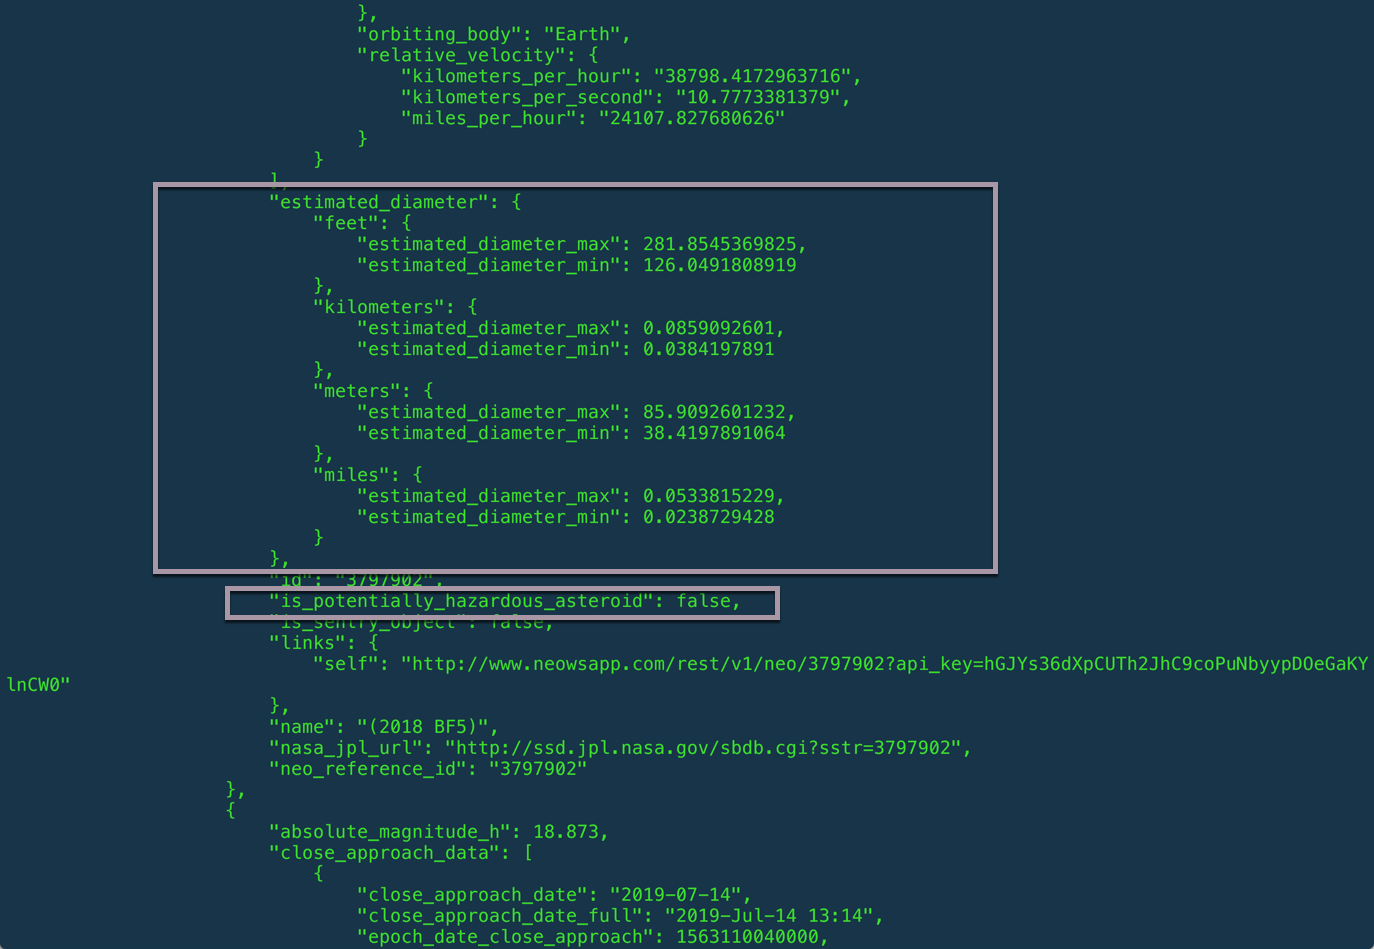 },
"orbiting_body": "Earth",
"relative_velocity": {
"kilometers_per_hour": "38798.4172963716",
"kilometers_per_second": "10.7773381379",
"miles_per_hour": "24107.827680626"
}
}
],
"estimated_diameter": {
"feet": {
"estimated_diameter_max": 281.8545369825,
"estimated_diameter_min": 126.0491808919
},
"kilometers": {
"estimated_diameter_max": 0.0859092601,
"estimated_diameter_min": 0.0384197891
},
"meters": {
"estimated_diameter_max": 85.9092601232,
"estimated_diameter_min": 38.4197891064
},
"miles": {
"estimated_diameter_max": 0.0533815229,
"estimated_diameter_min": 0.0238729428
}
},
"id": "3797902",
"is_potentially_hazardous_asteroid": false,
"is_sentry_object": false,
"links": {
"self": "http://www.neowsapp.com/rest/v1/neo/3797902?api_key=hGJYs36dXpCUTh2JhC9coPuNbyypDOeGaKY
lnCW0"
},
"name": "(2018 BF5)",
"nasa_jpl_url": "http://ssd.jpl.nasa.gov/sbdb.cgi?sstr=3797902",
"neo_reference_id": "3797902"
},
{
"absolute_magnitude_h": 18.873,
"close_approach_data": [
{
"close_approach_date": "2019-07-14",
"close_approach_date_full": "2019-Jul-14 13:14",
"epoch_date_close_approach": 1563110040000,